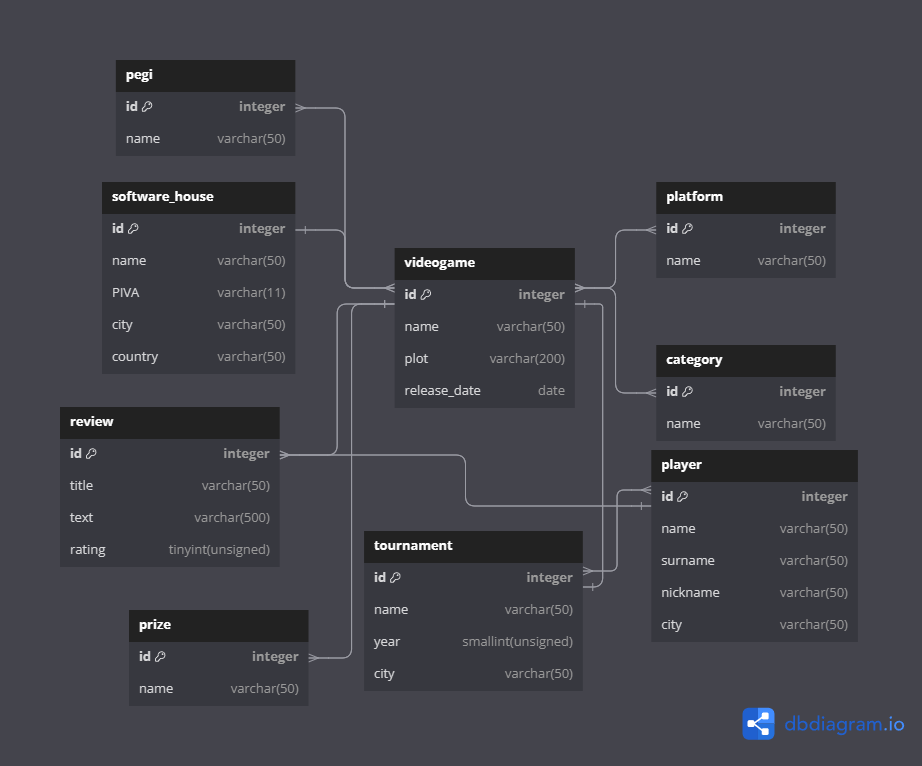 pegi
id integer
name varchar(50)
software_house
id integer
name varchar(50)
PIVA varchar(11)
city varchar(50)
country varchar(50)
videogame
id integer
name varchar(50)
plot varchar(200)
release_date date
platform
id integer
name varchar(50)
category
id integer
name varchar(50)
review
id integer
title varchar(50)
text varchar(500)
rating tinyint(unsigned)
player
id integer
name varchar(50)
surname varchar(50)
nickname varchar(50)
city varchar(50)
tournament
id integer
name varchar(50)
year smallint(unsigned)
city varchar(50)
prize
id integer
name varchar(50)
dbdiagram.io